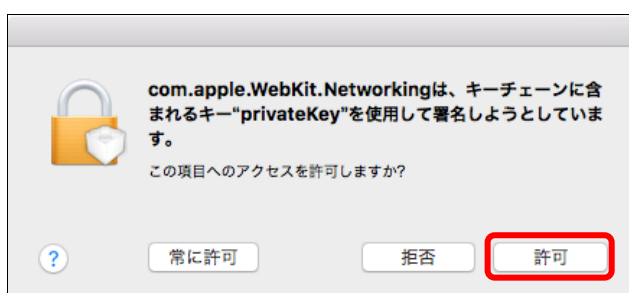 com.apple.WebKit.Networkingは、キーチェーンに含
まれるキー“privateKey”を使用して署名しようとしていま
す。
この項目へのアクセスを許可しますか?
? 常に許可 拒否 許可